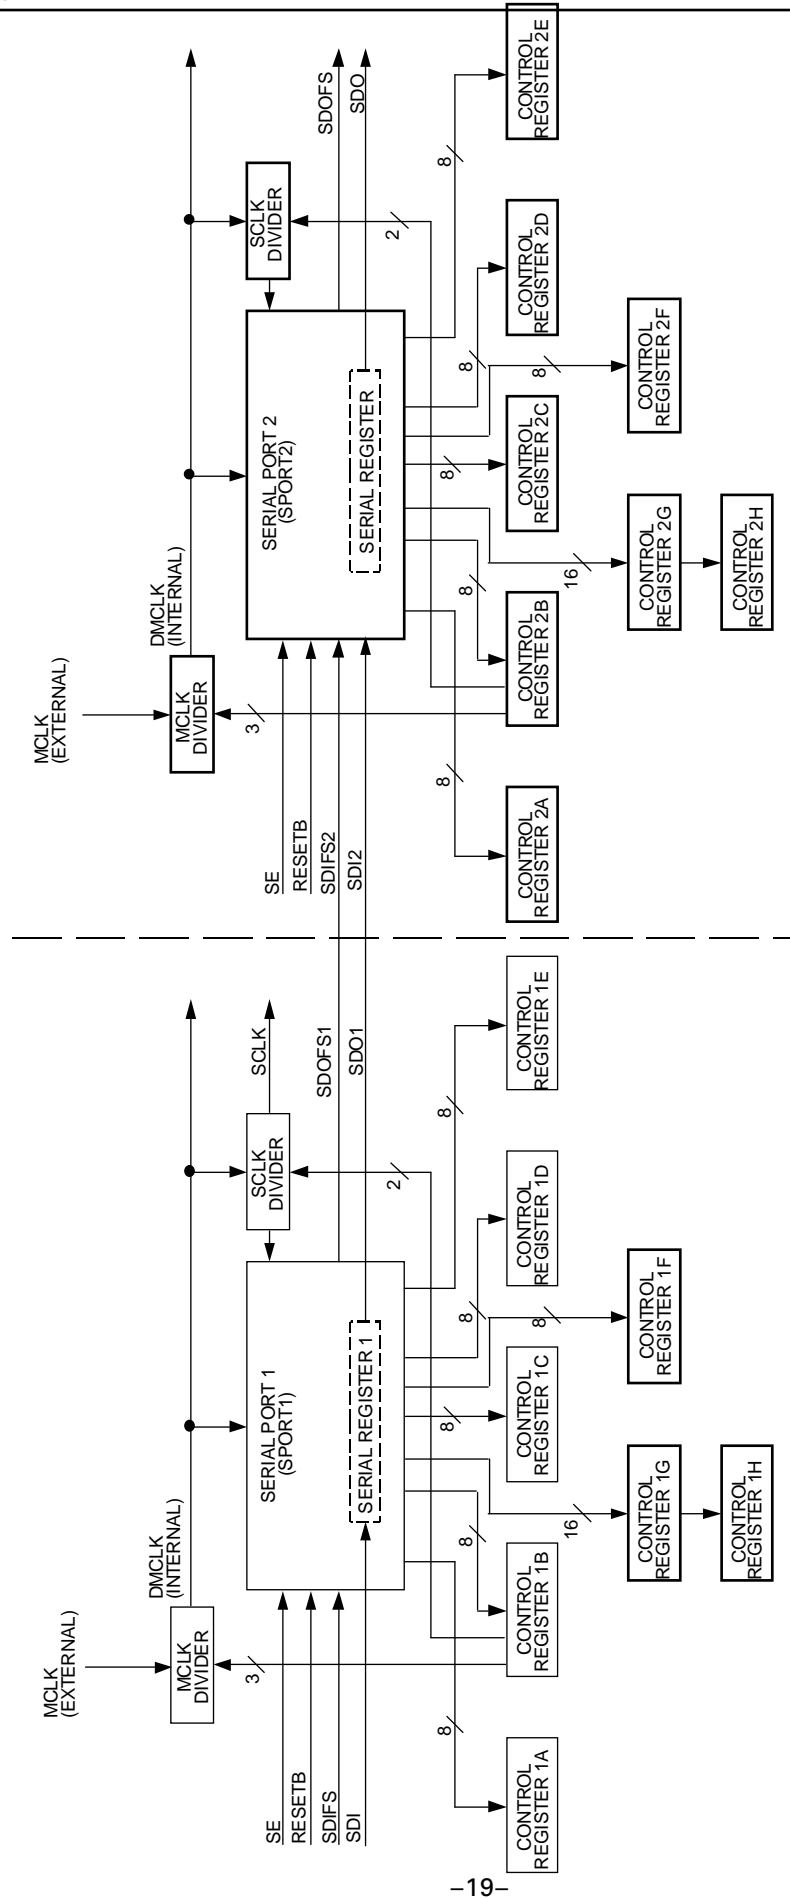 MCLK
(EXTERNAL)
MCLK
DIVIDER
DMCLK
(INTERNAL)
3
SE
RESETB
SDIFS
SDI
SERIAL PORT 1
(SPORT1)
SERIAL REGISTER 1
SCLK
DIVIDER
SCLK
2
SDOFS1
SDO1
8
8
8
8
8
8
16
CONTROL
REGISTER 1A
CONTROL
REGISTER 1B
CONTROL
REGISTER 1C
CONTROL
REGISTER 1D
CONTROL
REGISTER 1E
CONTROL
REGISTER 1G
CONTROL
REGISTER 1F
CONTROL
REGISTER 1H
MCLK
(EXTERNAL)
MCLK
DIVIDER
DMCLK
(INTERNAL)
3
SE
RESETB
SDIFS2
SDI2
SERIAL PORT 2
(SPORT2)
SERIAL REGISTER
SCLK
DIVIDER
2
SDOFS
SDO
8
8
8
8
8
8
16
CONTROL
REGISTER 2A
CONTROL
REGISTER 2B
CONTROL
REGISTER 2C
CONTROL
REGISTER 2D
CONTROL
REGISTER 2E
CONTROL
REGISTER 2G
CONTROL
REGISTER 2F
CONTROL
REGISTER 2H
–19–